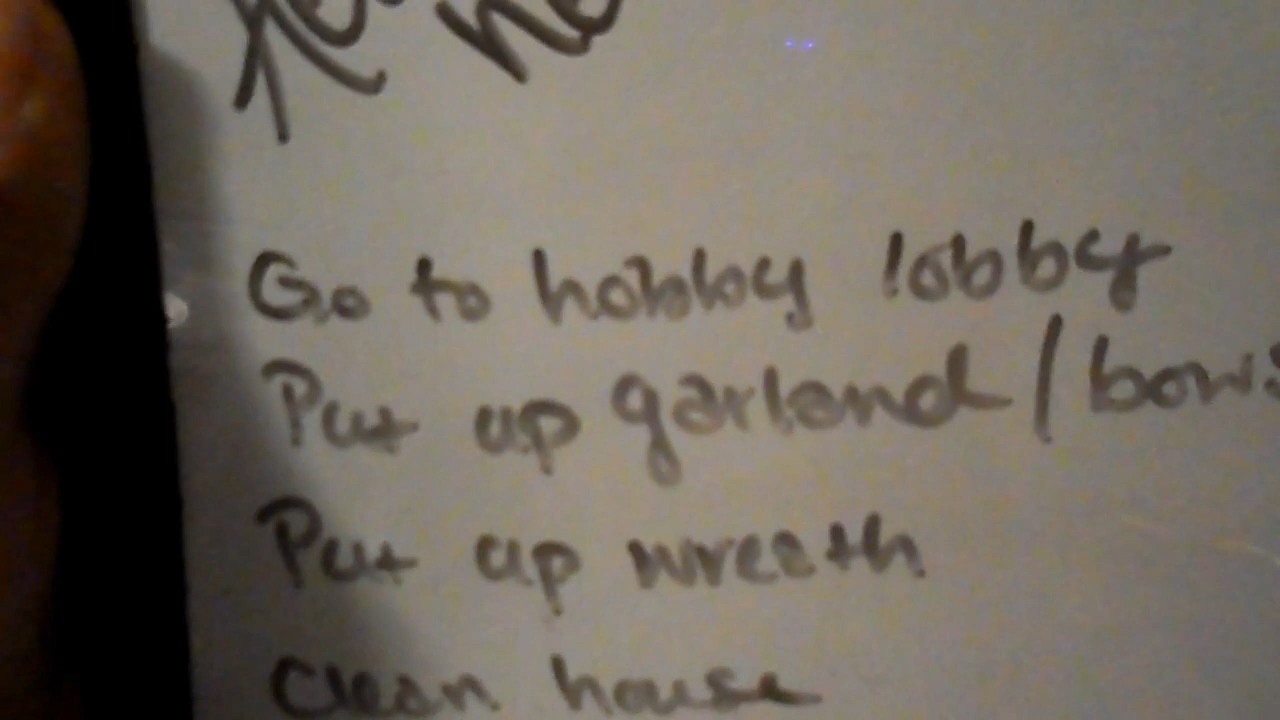 Go to hobby lobby
Put up garland / bows
Put up wreath
Clean house